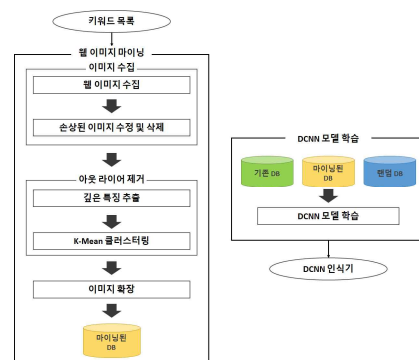 키워드 목록
웹 이미지 마이닝
이미지 수집
웹 이미지 수집
손상된 이미지 수정 및 삭제
아웃 라이어 제거
깊은 특징 추출
K-Mean 클러스터링
이미지 확장
마이닝된
DB
DCNN 모델 학습
기존 DB
마이닝된
DB
랜덤 DB
DCNN 모델 학습
DCNN 인식기